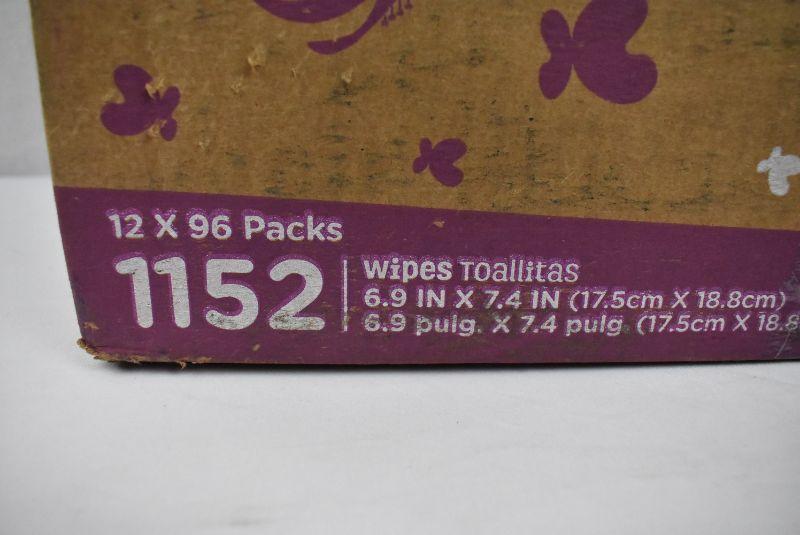 12 X 96 Packs
1152
wipes Toallitas
6.9 IN X 7.4 IN (17.5cm X 18.8cm)
6.9 pulg. X 7.4 pulg (17.5cm X 18.8